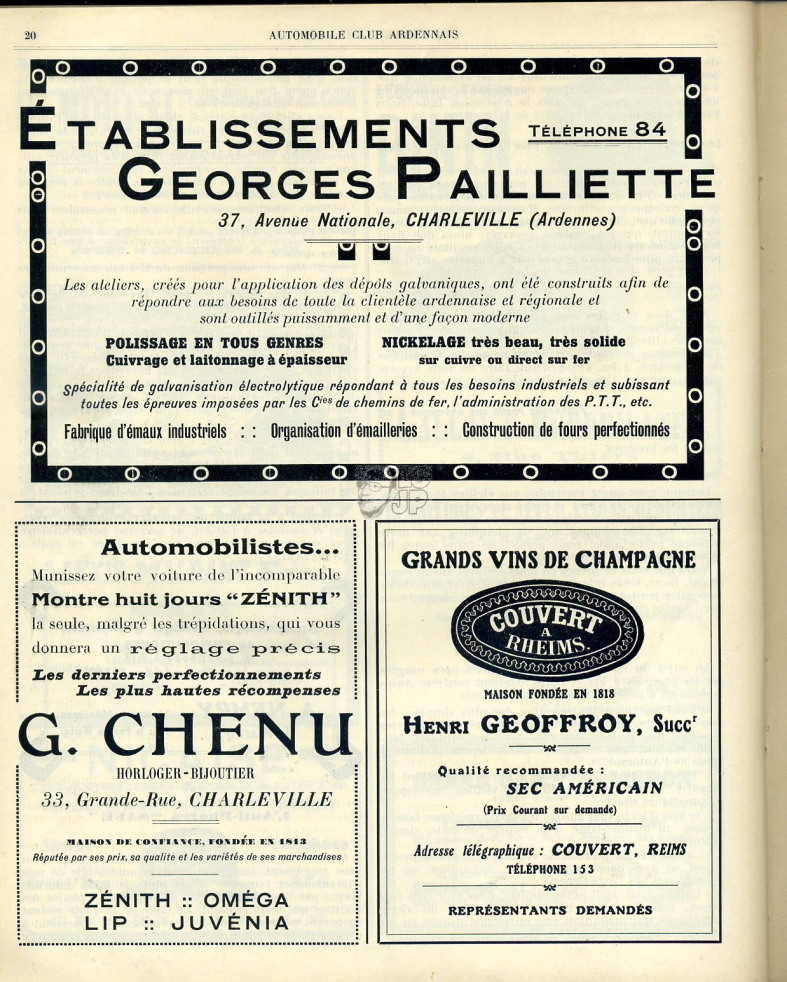 20
AUTOMOBILE CLUB ARDENNAIS
ÉTABLISSEMENTS
TÉLÉPHONE 84
GEORGES PAILLIETTE
37, Avenue Nationale, CHARLEVILLE (Ardennes)
Les ateliers, créés pour l'application des dépôts galvaniques, ont été construits afin de
répondre aux besoins de toute la clientèle ardennaise et régionale et
sont outillés puissamment et d'une façon moderne
POLISSAGE EN TOUS GENRES
Cuivrage et laitonnage à épaisseur
NICKELAGE très beau, très solide
sur cuivre ou direct sur fer
Spécialité de galvanisation électrolytique répondant à tous les besoins industriels et subissant
toutes les épreuves imposées par les Cies de chemins de fer, l'administration des P.T.T., etc.
Fabrique d'émaux industriels : : Organisation d'émailleries : : Construction de fours perfectionnés
JP
Automobilistes...
Munissez votre voiture de l'incomparable
Montre huit jours “ZÉNITH”
la seule, malgré les trépidations, qui vous
donnera un réglage précis
Les derniers perfectionnements
Les plus hautes récompenses
G. CHENU
HORLOGER-BIJOUTIER
33, Grande-Rue, CHARLEVILLE
MAISON DE CONFIANCE, FONDÉE EN 1813
Réputée par ses prix, sa qualite et les variétés de ses marchandises
ZÉNITH :: OMÉGA
LIP :: JUVÉNIA
GRANDS VINS DE CHAMPAGNE
COUVERT
A
RHEIMS.
MAISON FONDÉE EN 1818
HENRI GEOFFROY, Succr
Qualité recommandée :
SEC AMÉRICAIN
(Prix Courant sur demande)
Adresse télégraphique : COUVERT, REIMS
TÉLÉPHONE 153
REPRÉSENTANTS DEMANDÉS